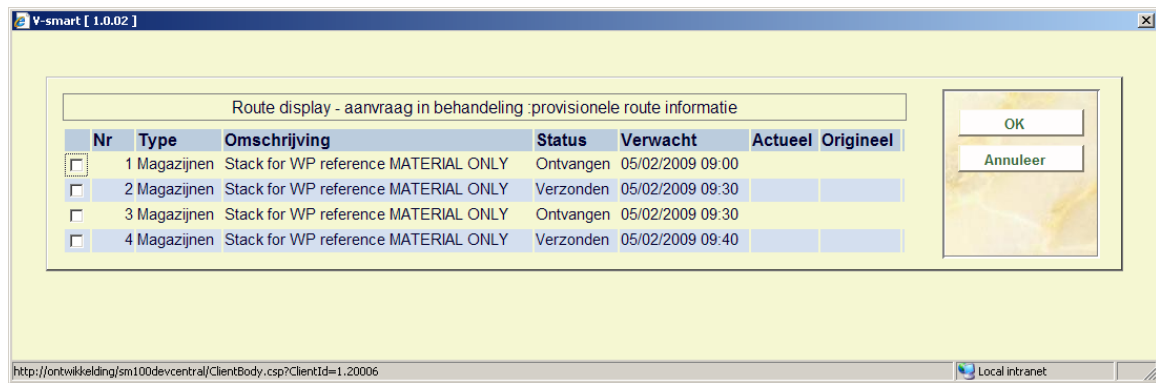 V-smart [ 1.0.02 ]
Route display - aanvraag in behandeling :provisionele route informatie
Nr Type Omschrijving Status Verwacht Actueel Origineel
1 Magazijnen Stack for WP reference MATERIAL ONLY Ontvangen 05/02/2009 09:00
2 Magazijnen Stack for WP reference MATERIAL ONLY Verzonden 05/02/2009 09:30
3 Magazijnen Stack for WP reference MATERIAL ONLY Ontvangen 05/02/2009 09:30
4 Magazijnen Stack for WP reference MATERIAL ONLY Verzonden 05/02/2009 09:40
OK
Annuleer
http://ontwikkelding/sm100devcentral/ClientBody.csp?ClientId=1.20006 Local intranet